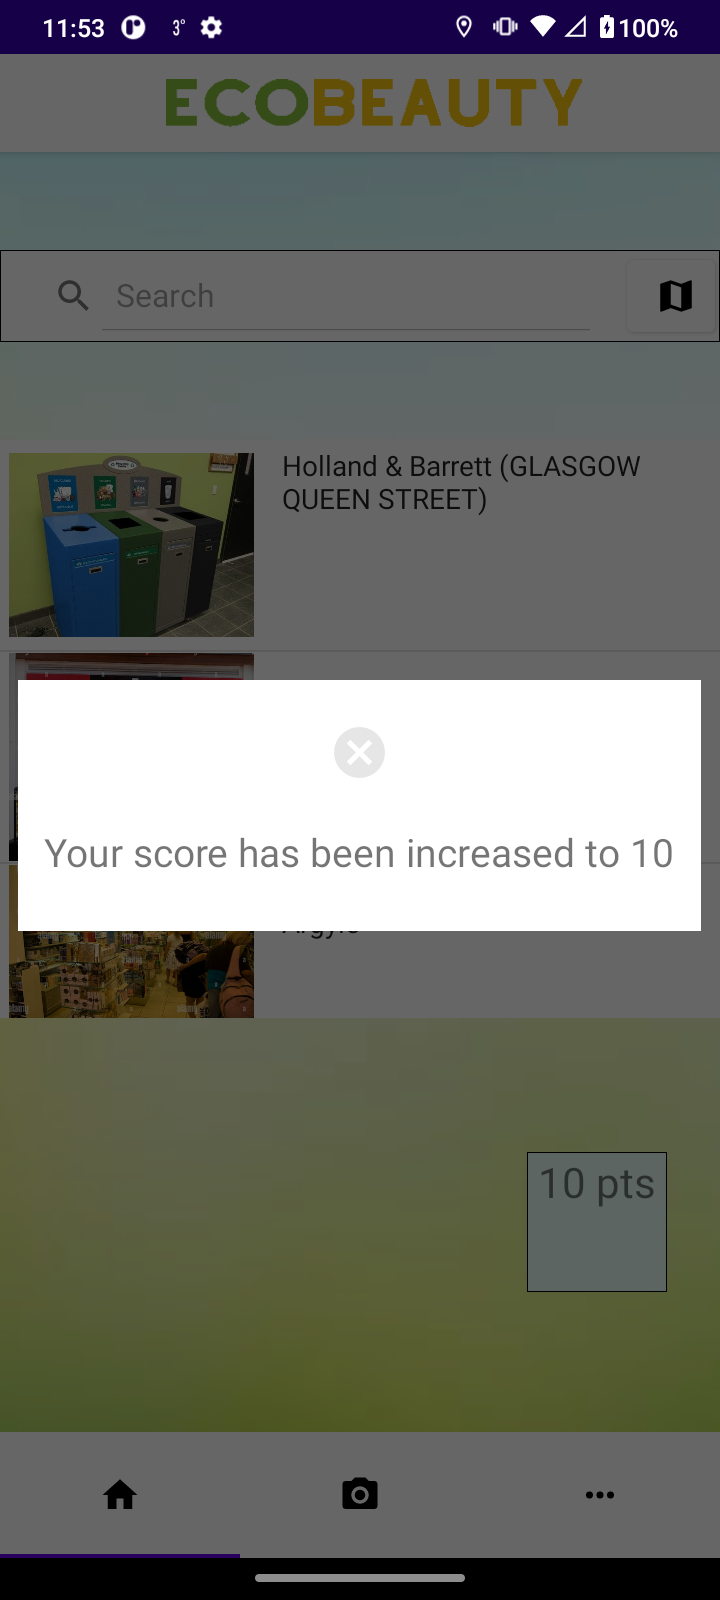 11:53 3° 100%
ECOBEAUTY
Search
Holland & Barrett (GLASGOW
QUEEN STREET)
Your score has been increased to 10
10 pts